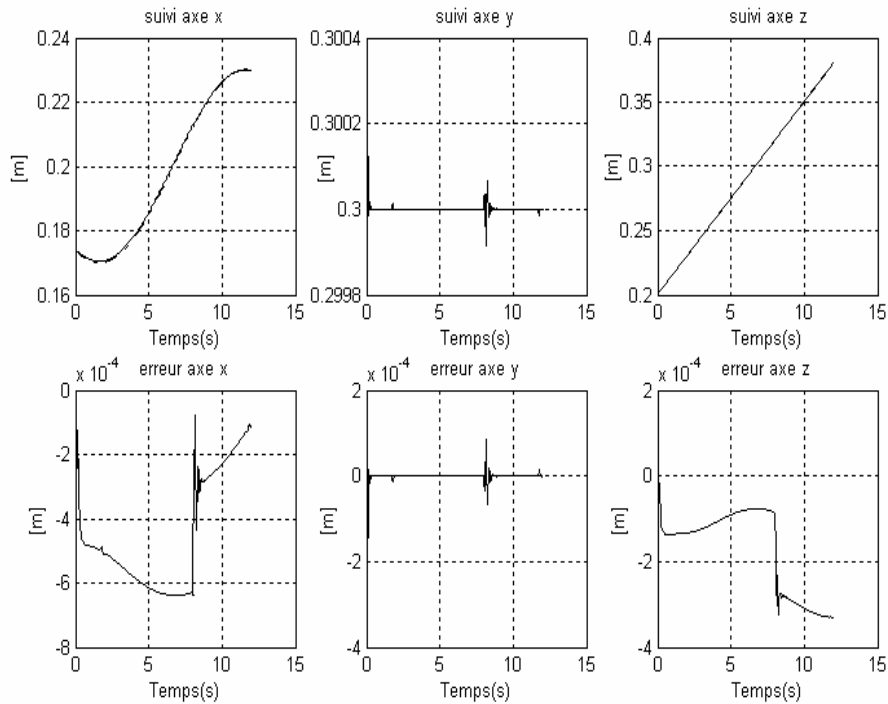 suivi axe x
0.24
0.22
0.2
0.18
0.16
[m]
0 5 10 15
Temps(s)
suivi axe y
0.3004
0.3002
0.3
0.2998
[m]
0 5 10 15
Temps(s)
suivi axe z
0.4
0.35
0.3
0.25
0.2
[m]
0 5 10 15
Temps(s)
x 10^-4
erreur axe x
0
-2
-4
-6
-8
[m]
0 5 10 15
Temps(s)
x 10^-4
erreur axe y
2
0
-2
-4
[m]
0 5 10 15
Temps(s)
x 10^-4
erreur axe z
2
0
-2
-4
[m]
0 5 10 15
Temps(s)